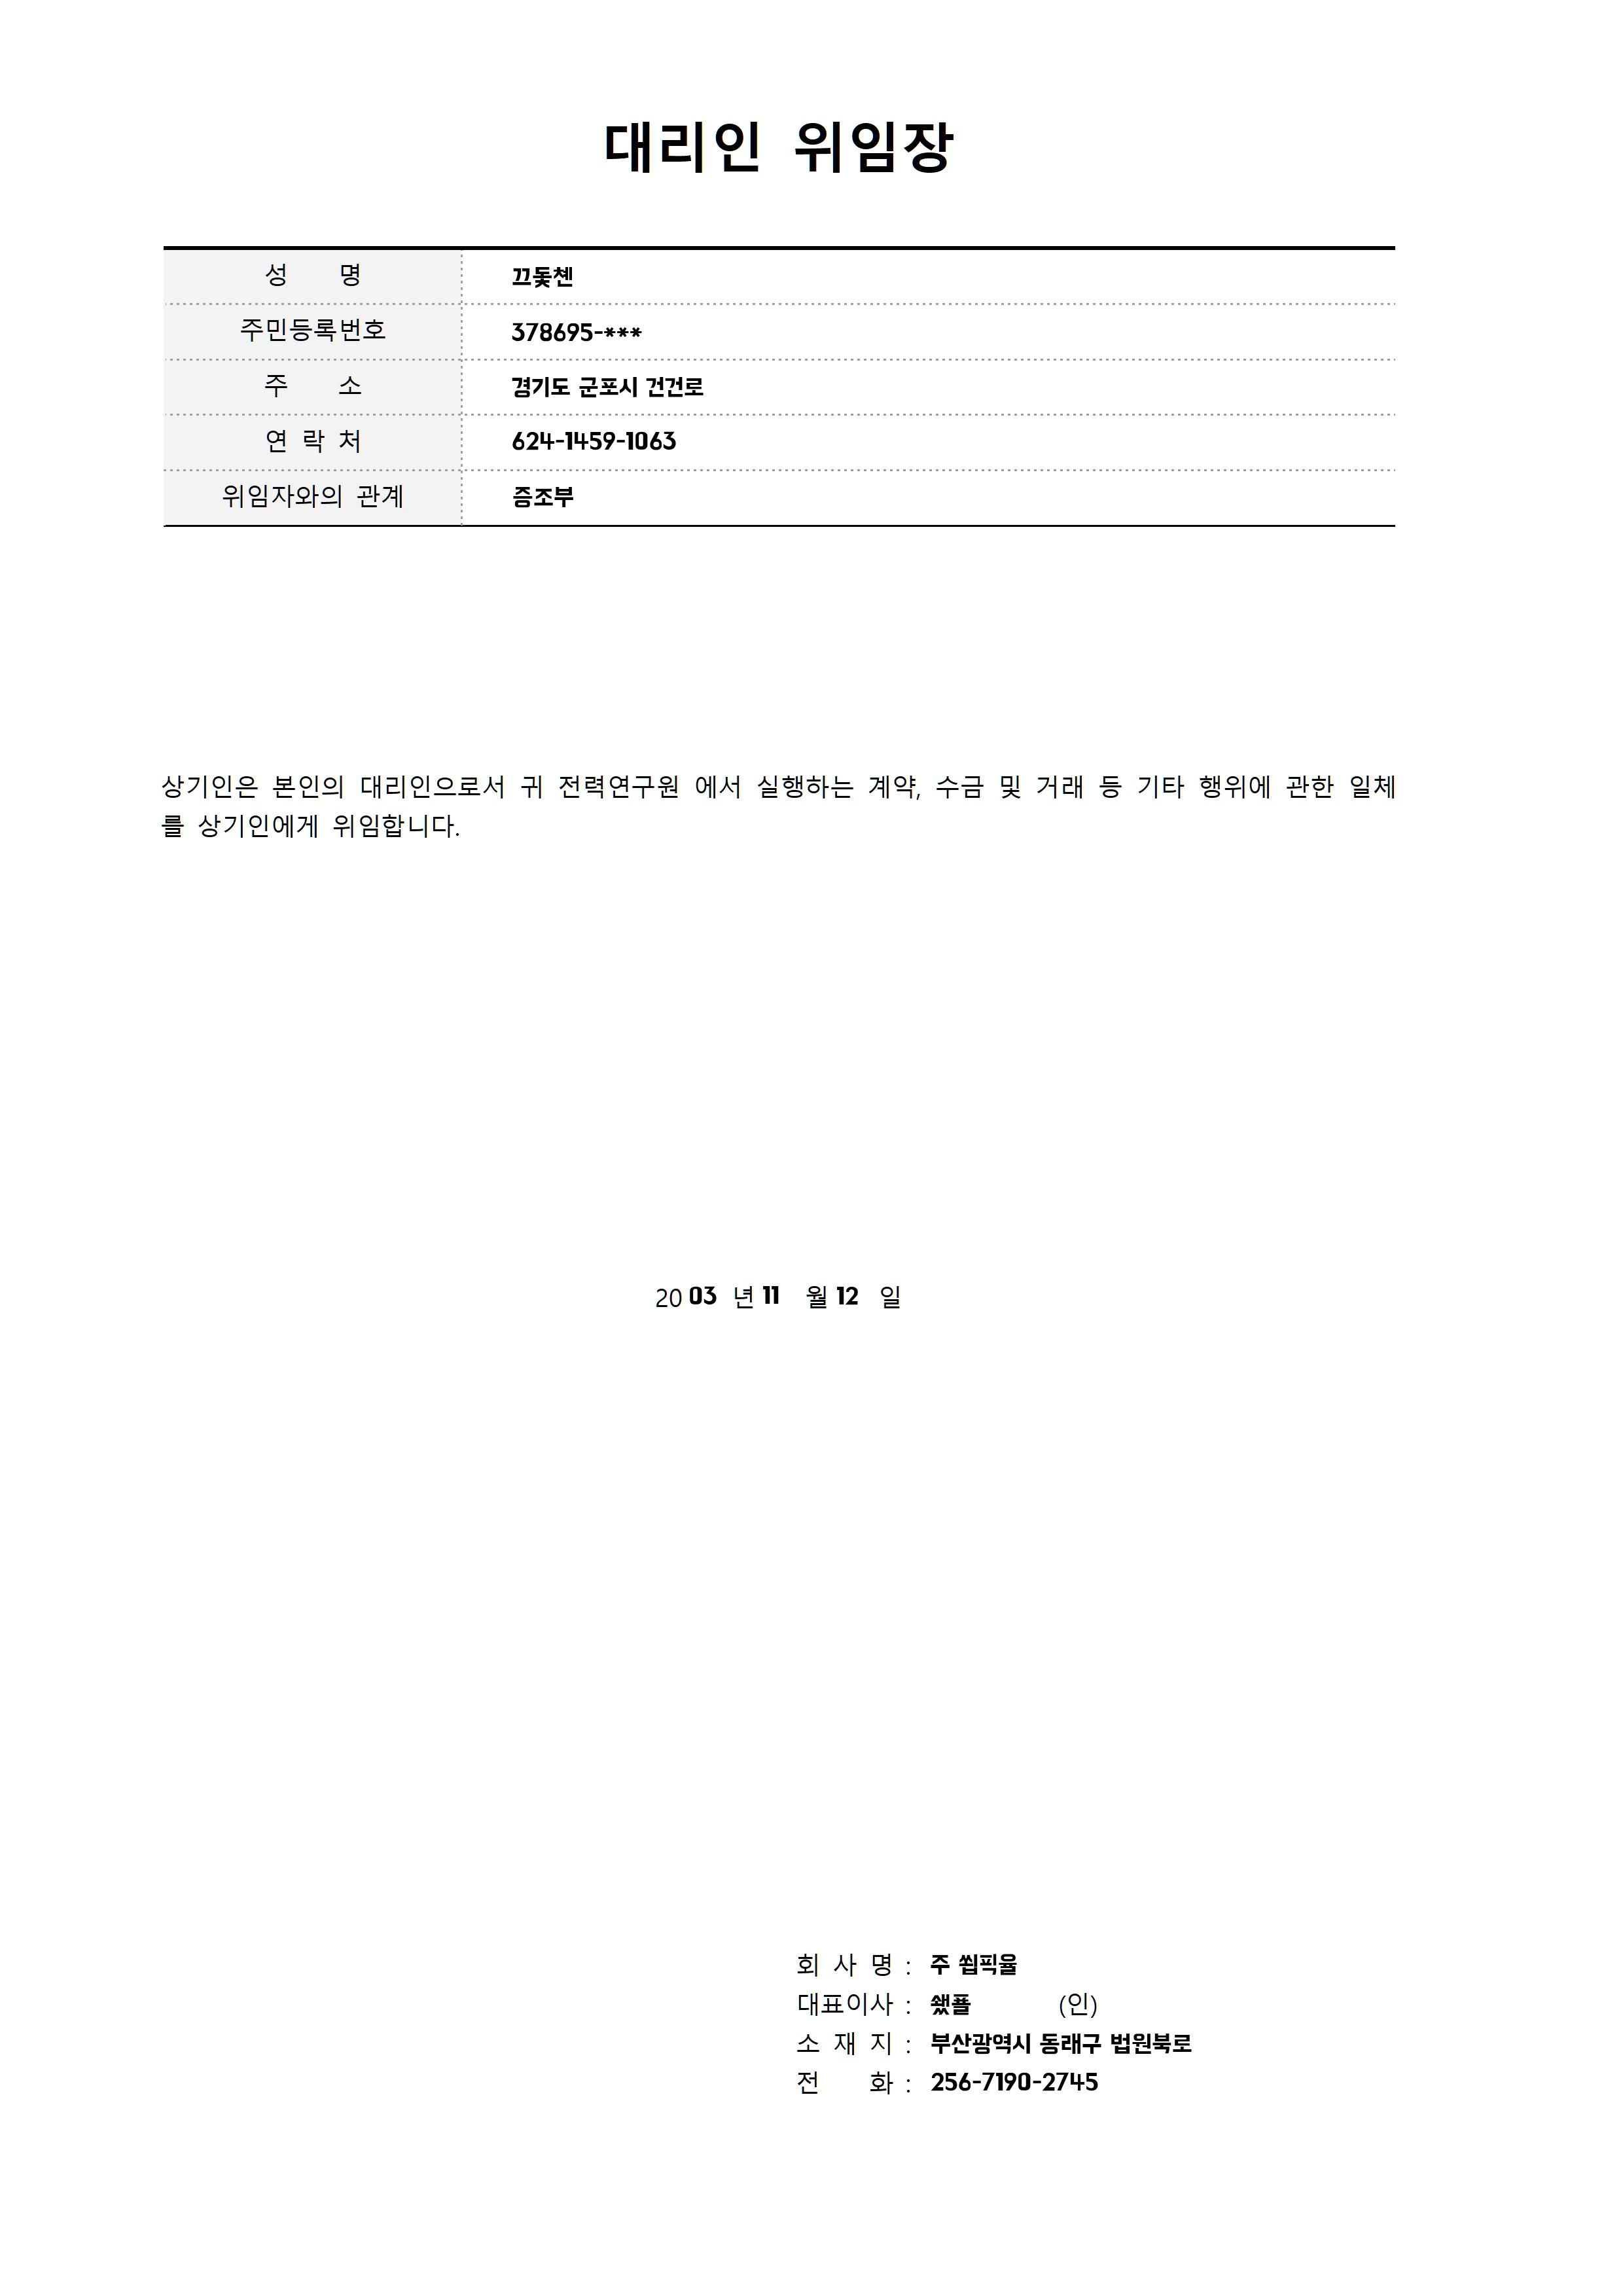 대리인 위임장
성 명 끄돛첸
주민등록번호 378695-***
주 소 경기도 군포시 건건로
연 락 처 624-1459-1063
위임자와의 관계 증조부
상기인은 본인의 대리인으로서 귀 전력연구원 에서 실행하는 계약, 수금 및 거래 등 기타 행위에 관한 일체
를 상기인에게 위임합니다.
20 03 년 11 월 12 일
회 사 명 : 주
대표이사 : (인)
소 재 지 : 부산광역시 동래구 법원북로
전 화 : 256-7190-2745